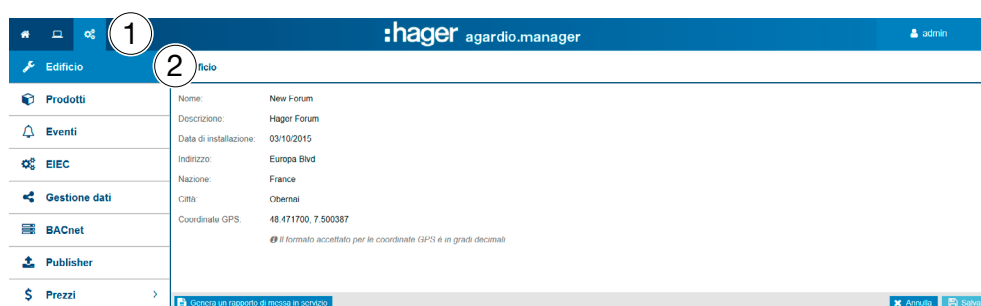 1
:hager agardio.manager
admin
Edificio
2
ficio
Prodotti
Eventi
EIEC
Gestione dati
BACnet
Publisher
Prezzi
Nome: New Forum
Descrizione: Hager Forum
Data di installazione: 03/10/2015
Indirizzo: Europa Blvd
Nazione: France
Città: Obernai
Coordinate GPS: 48.471700, 7.500387
Il formato accettato per le coordinate GPS è in gradi decimali
Genera un rapporto di messa in servizio
Annulla
Salva